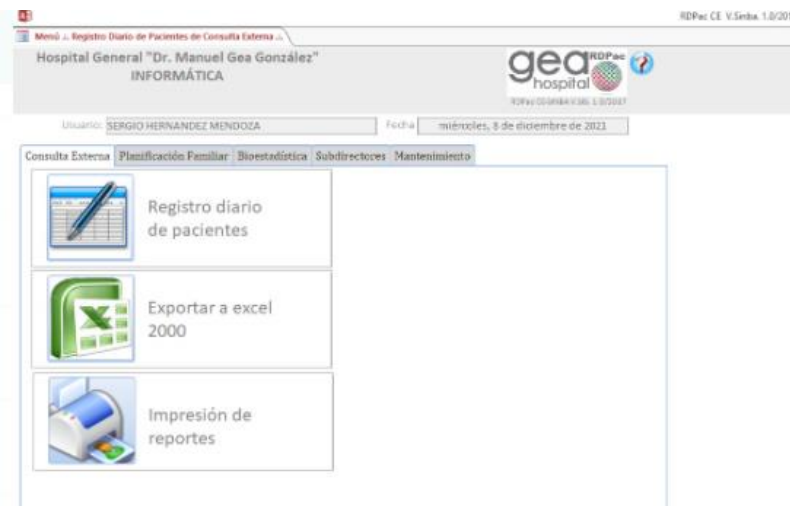 RDPac CE V.Sinba. 1.0/201
Menú .:. Registro Diario de Pacientes de Consulta Externa .:.
Hospital General "Dr. Manuel Gea González"
INFORMÁTICA
gea
hospital
RDPac
Usuario: SERGIO HERNANDEZ MENDOZA
Fecha miércoles, 8 de diciembre de 2021
Consulta Externa Planificación Familiar Bioestadística Subdirectores Mantenimiento
Registro diario
de pacientes
Exportar a excel
2000
Impresión de
reportes